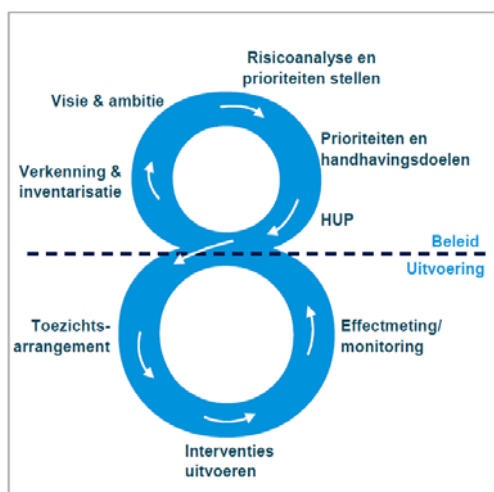 Risicoanalyse en
prioriteiten stellen
Visie & ambitie
Prioriteiten en
handhavingsdoelen
Verkenning &
inventarisatie
HUP
Beleid
Uitvoering
Toezichts-
arrangement
Effectmeting/
monitoring
Interventies
uitvoeren